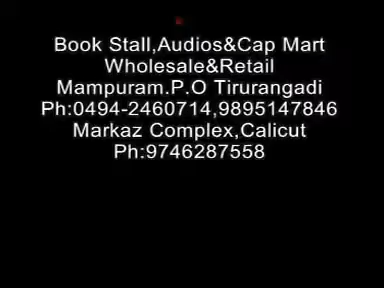 Book Stall,Audios&Cap Mart
Wholesale&Retail
Mampuram.P.O Tirurangadi
Ph:0494-2460714,9895147846
Markaz Complex,Calicut
Ph:9746287558